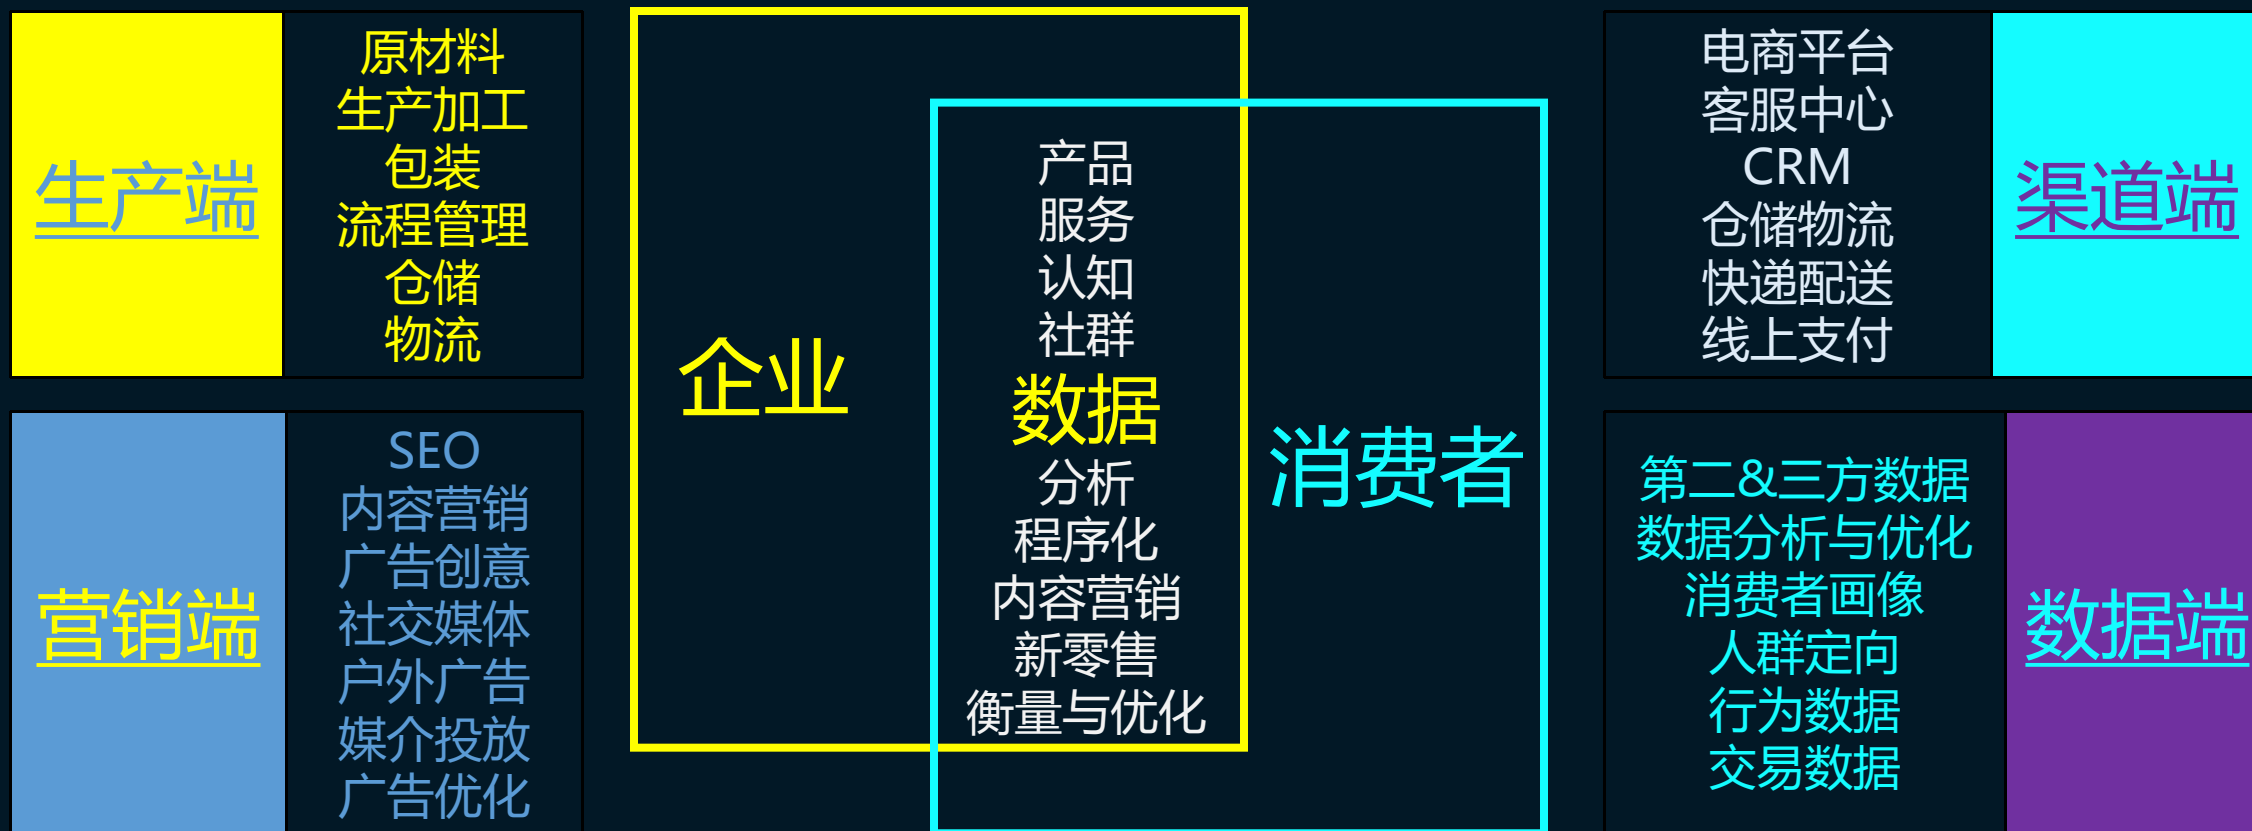 生产端
原材料
生产加工
包装
流程管理
仓储
物流
营销端
SEO
内容营销
广告创意
社交媒体
户外广告
媒介投放
广告优化
企业
产品
服务
认知
社群
数据
分析
程序化
内容营销
新零售
衡量与优化
消费者
电商平台
客服中心
CRM
仓储物流
快递配送
线上支付
渠道端
第二&三方数据
数据分析与优化
消费者画像
人群定向
行为数据
交易数据
数据端